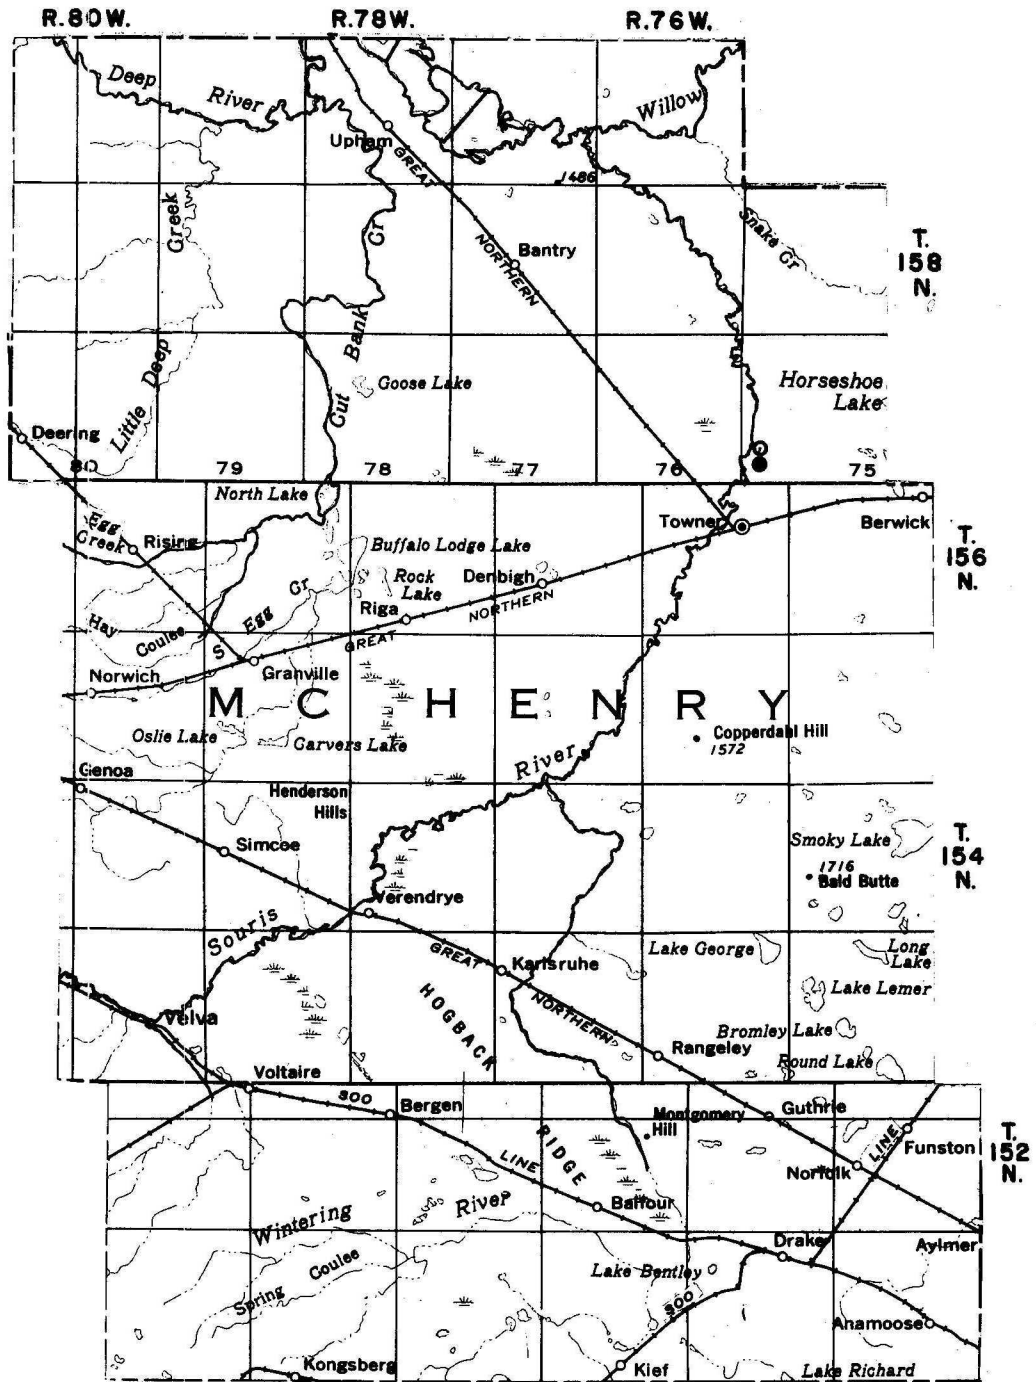 R.80W. R.78W. R.76W.
Deep River
Willow
Upham
GREAT
1486
Creek
Cr
Snake Cr
T. 158 N.
Bantry
NORTHERN
Bank
Little Deep
Cut
Goose Lake
Horseshoe Lake
Deering
80 79 78 77 76 75
North Lake
Towner
Berwick
Egg Creek
Rising
Buffalo Lodge Lake
T. 156 N.
Rock Lake
Denbigh
Egg Cr
Riga
NORTHERN
Hay Coulee
S
GREAT
Norwich
Granville
MCHENRY
Oslie Lake
Garvers Lake
River
Copperdahl Hill
1572
Genoa
Henderson Hills
Simcoe
Smoky Lake
T. 154 N.
1716
Bald Butte
Verendrye
Souris
GREAT
Lake George
Long Lake
Karlsruhe
Lake Lemer
HOGBACK
NORTHERN
Velva
Bromley Lake
Rangeley
Round Lake
Voltaire
SOO
Bergen
Montgomery Hill
Guthrie
Funston
T. 152 N.
RIDGE
LINE
LINE
Norfolk
Wintering River
Balfour
Drake
Aylmer
Spring Coulee
Lake Bentley
SOO
Anamoose
Kongsberg
Kief
Lake Richard